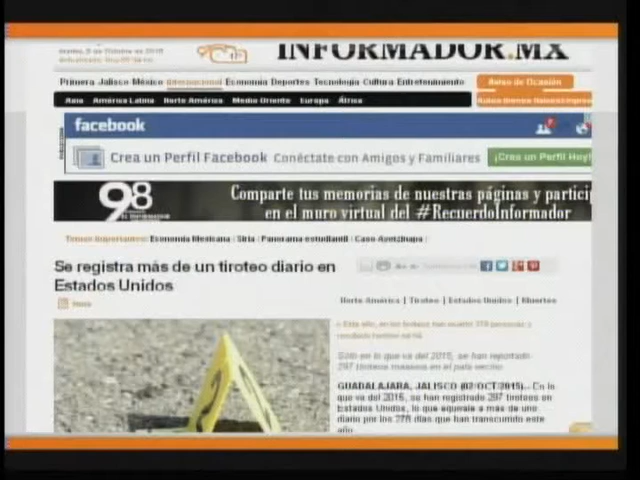 INFORMADOR.MX
Primera Jalisco México Internacional Economía Deportes Tecnología Cultura Entretenimiento
Aviso de Ocasión
Asia América Latina Norte América Medio Oriente Europa África
facebook
Crea un Perfil Facebook Conéctate con Amigos y Familiares ¡Crea un Perfil Hoy!
98 Comparte tus memorias de nuestras páginas y particip
EL INFORMADOR en el muro virtual del #RecuerdoInformador
Temas Importantes: Economía Mexicana | Siria | Panorama estudiantil | Caso Ayotzinapa |
Se registra más de un tiroteo diario en
Estados Unidos
Norte América | Tiroteo | Estados Unidos | Muertes
Sólo en lo que va del 2015, se han reportado
297 tiroteos masivos en el país vecino
GUADALAJARA, JALISCO (02/OCT/2015).- En lo
que va del 2015, se han registrado 297 tiroteos en
Estados Unidos, lo que equivale a más de uno
diario por los 275 días que han transcurrido este
año.